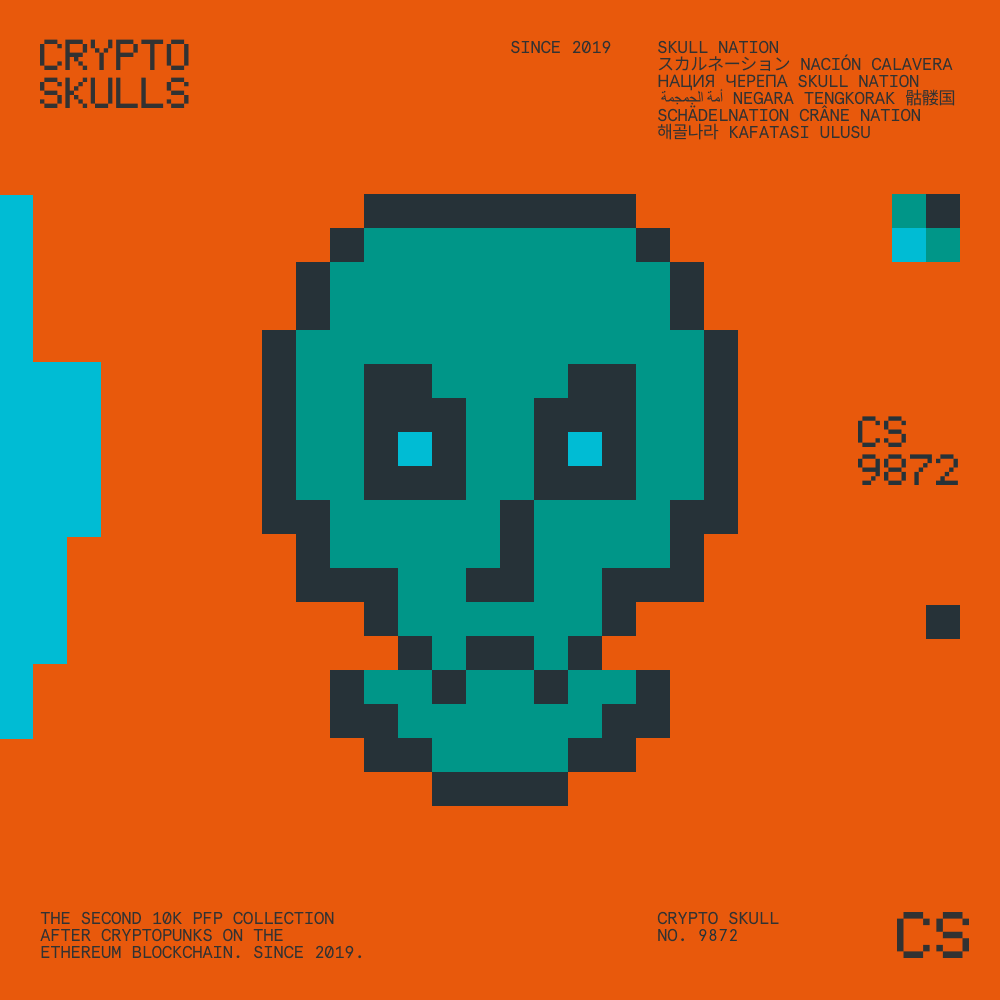 CRYPTO
SKULLS
SINCE 2019
SKULL NATION
スカルネーション NACIÓN CALAVERA
НАЦИЯ ЧЕРЕПА SKULL NATION
أمة الجمجمة NEGARA TENGKORAK 骷髅国
SCHÄDELNATION CRÂNE NATION
해골나라 KAFATASI ULUSU
CS
9872
THE SECOND 10K PFP COLLECTION
AFTER CRYPTOPUNKS ON THE
ETHEREUM BLOCKCHAIN. SINCE 2019.
CRYPTO SKULL
NO. 9872
CS